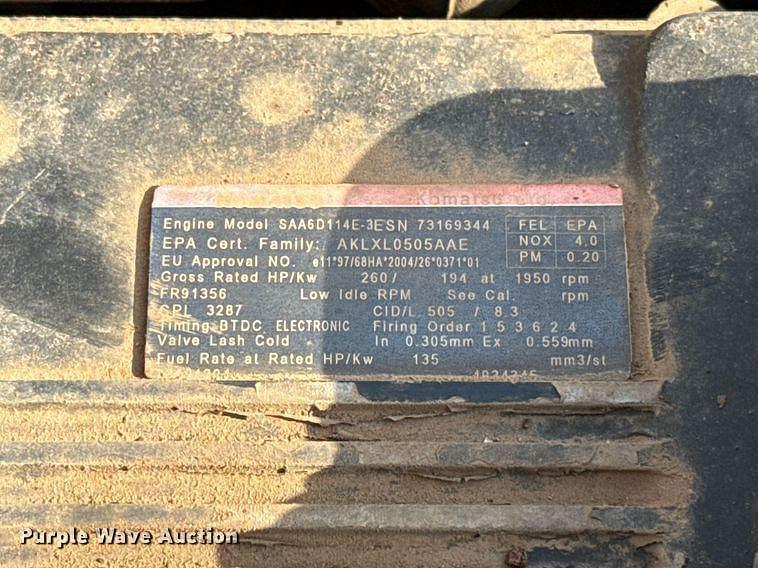 Komatsu Ltd.
Engine Model SAA6D114E-3 ESN 73169344 FEL EPA
EPA Cert. Family: AKLXL0505AAE NOX 4.0
EU Approval NO. e11*97/68HA*2004/26*0371*01 PM 0.20
Gross Rated HP/Kw 260/ 194 at 1950 rpm
FR91356 Low Idle RPM See Cal. rpm
CPL 3287 CID/L. 505 / 8.3
Timing-BTDC ELECTRONIC Firing Order 1 5 3 6 2 4
Valve Lash Cold In 0.305mm Ex 0.559mm
Fuel Rate at Rated HP/Kw 135 mm3/st
Purple Wave Auction